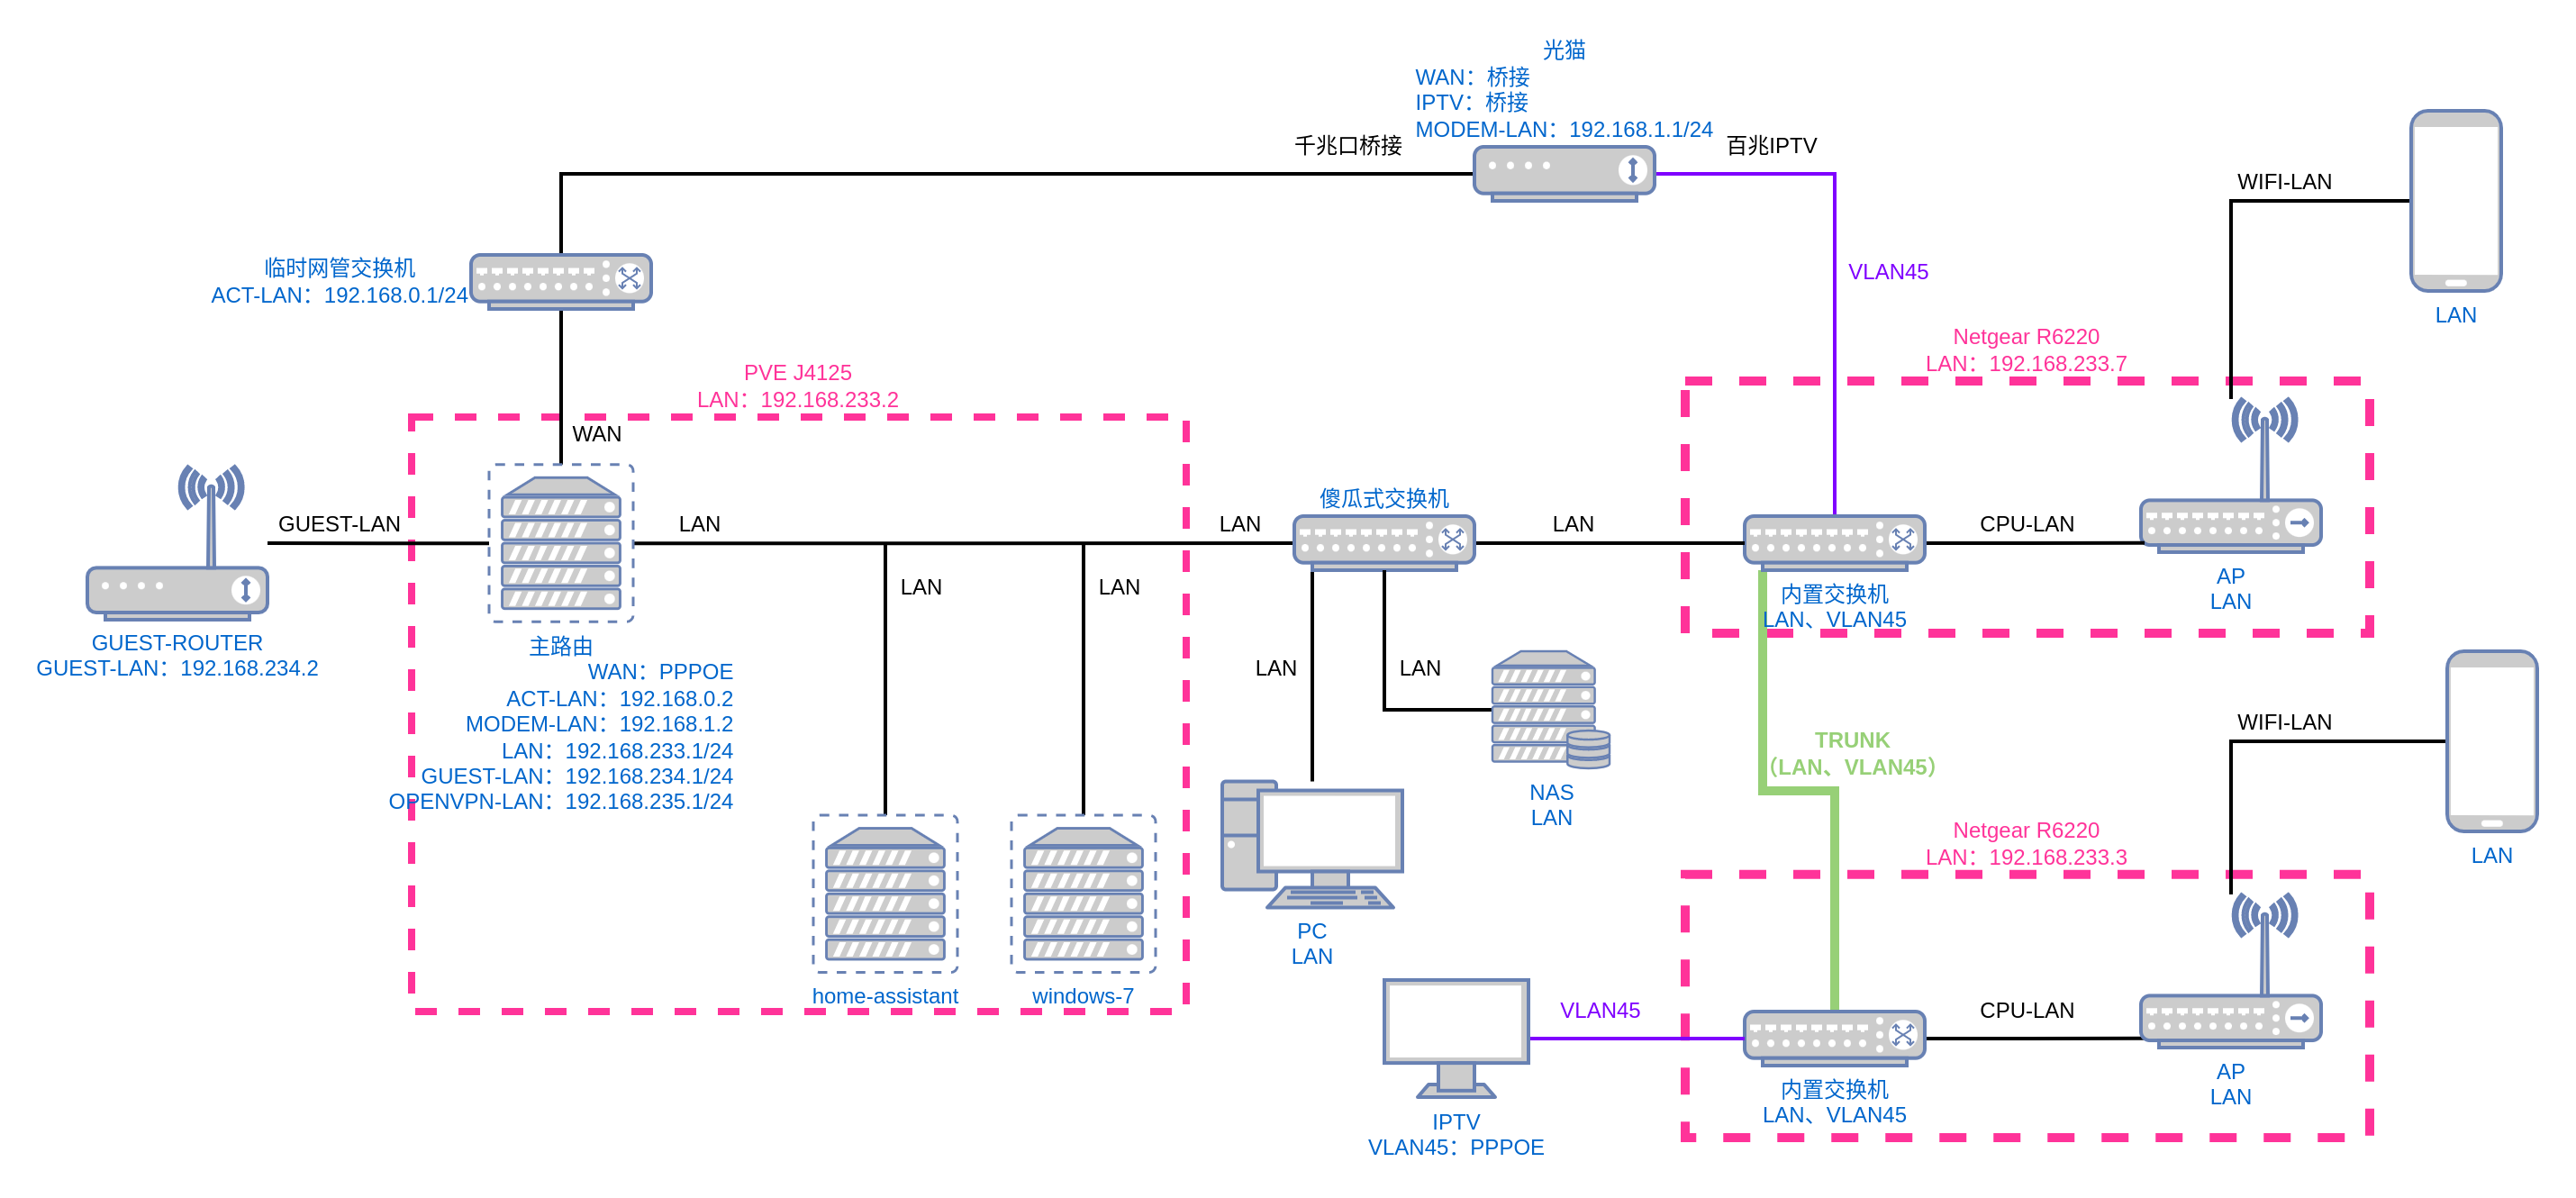 光猫
WAN：桥接
IPTV：桥接
MODEM-LAN：192.168.1.1/24
千兆口桥接
百兆IPTV
WIFI-LAN
临时网管交换机
ACT-LAN：192.168.0.1/24
VLAN45
LAN
PVE J4125
LAN：192.168.233.2
Netgear R6220
LAN：192.168.233.7
WAN
GUEST-LAN
LAN
LAN
傻瓜式交换机
LAN
CPU-LAN
LAN
LAN
内置交换机
LAN、VLAN45
AP
LAN
GUEST-ROUTER
GUEST-LAN：192.168.234.2
主路由
WAN：PPPOE
ACT-LAN：192.168.0.2
MODEM-LAN：192.168.1.2
LAN：192.168.233.1/24
GUEST-LAN：192.168.234.1/24
OPENVPN-LAN：192.168.235.1/24
LAN
LAN
NAS
LAN
TRUNK
（LAN、VLAN45）
WIFI-LAN
LAN
Netgear R6220
LAN：192.168.233.3
PC
LAN
home-assistant
windows-7
VLAN45
CPU-LAN
内置交换机
LAN、VLAN45
AP
LAN
IPTV
VLAN45：PPPOE